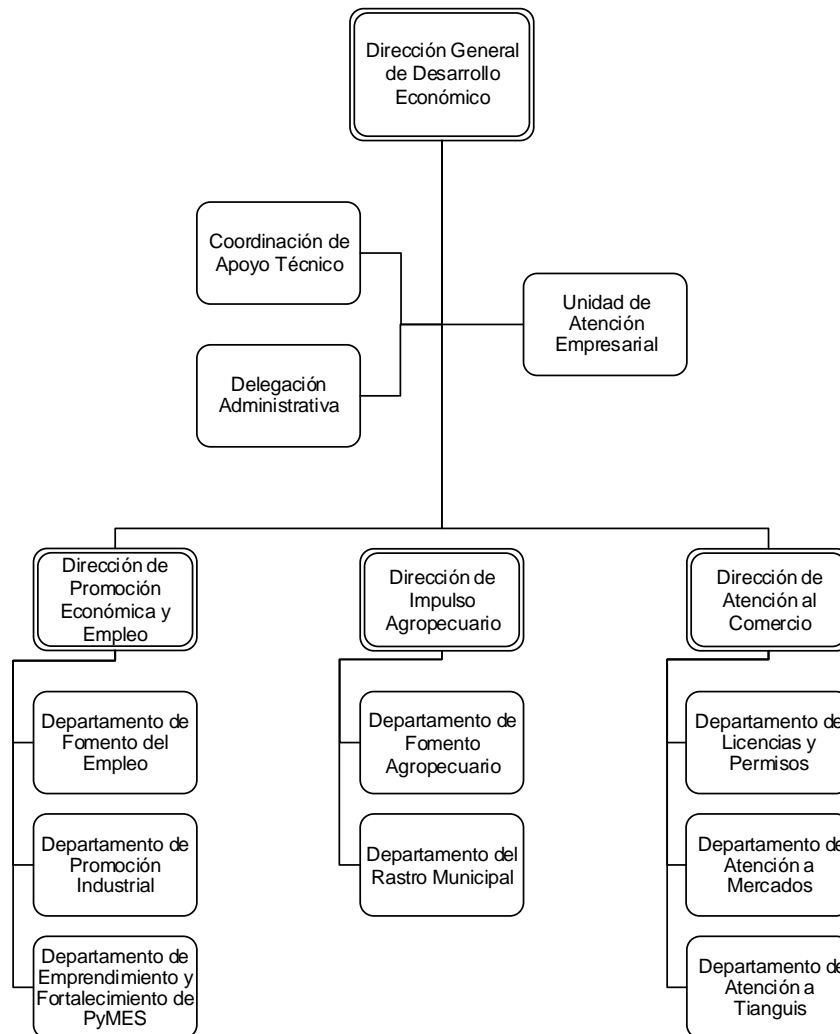 Dirección General
de Desarrollo
Económico
Coordinación de
Apoyo Técnico
Unidad de
Atención
Empresarial
Delegación
Administrativa
Dirección de
Promoción
Económica y
Empleo
Dirección de
Impulso
Agropecuario
Dirección de
Atención al
Comercio
Departamento de
Fomento del
Empleo
Departamento de
Fomento
Agropecuario
Departamento de
Licencias y
Permisos
Departamento de
Promoción
Industrial
Departamento del
Rastro Municipal
Departamento de
Atención a
Mercados
Departamento de
Emprendimiento y
Fortalecimiento de
PyMES
Departamento de
Atención a
Tianguis